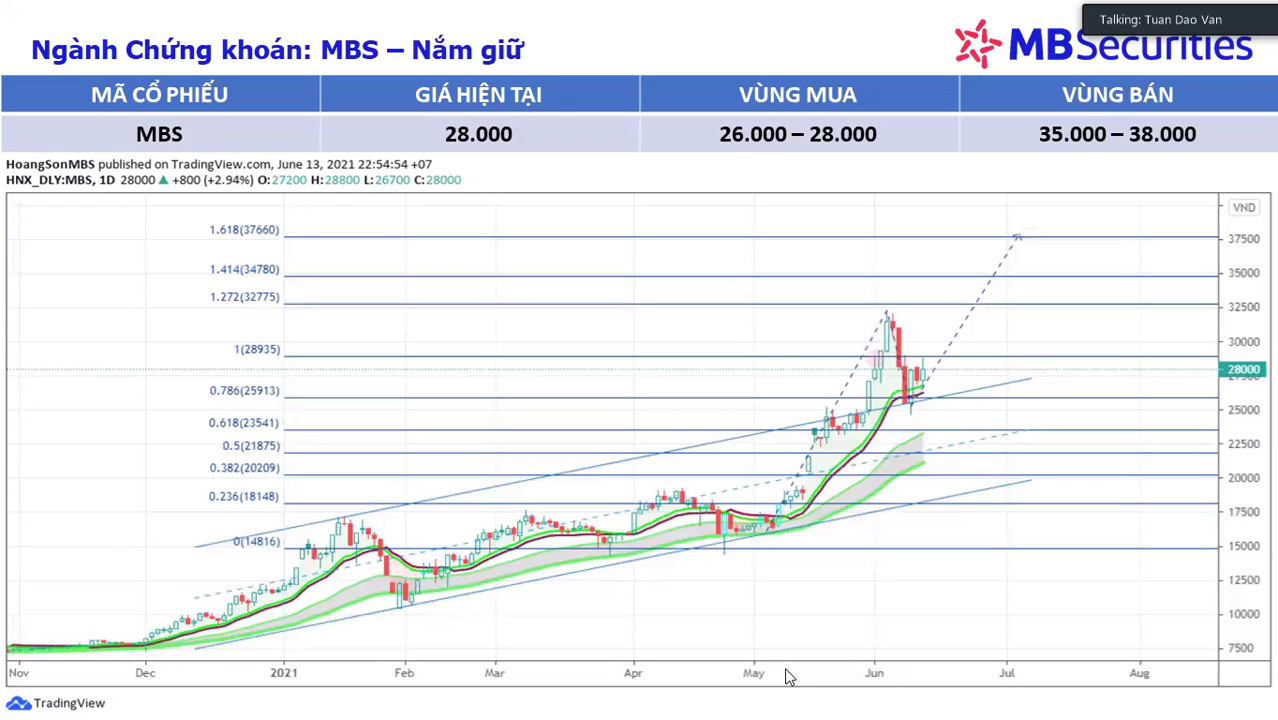 Talking: Tuan Dao Van
Ngành Chứng khoán: MBS – Nắm giữ
MBSecurities
MÃ CỔ PHIẾU GIÁ HIỆN TẠI VÙNG MUA VÙNG BÁN
MBS 28.000 26.000 – 28.000 35.000 – 38.000
HoangSonMBS published on TradingView.com, June 13, 2021 22:54:54 +07
HNX_DLY:MBS, 1D 28000 ▲ +800 (+2.94%) O:27200 H:28800 L:26700 C:28000
VND
1.618(37660)
37500
1.414(34780)
35000
1.272(32775)
32500
30000
1(28935)
28000
27500
0.786(25913)
25000
0.618(23541)
22500
0.5(21875)
0.382(20209)
20000
0.236(18148)
17500
0(14816)
15000
12500
10000
7500
Nov Dec 2021 Feb Mar Apr May Jun Jul Aug
TradingView